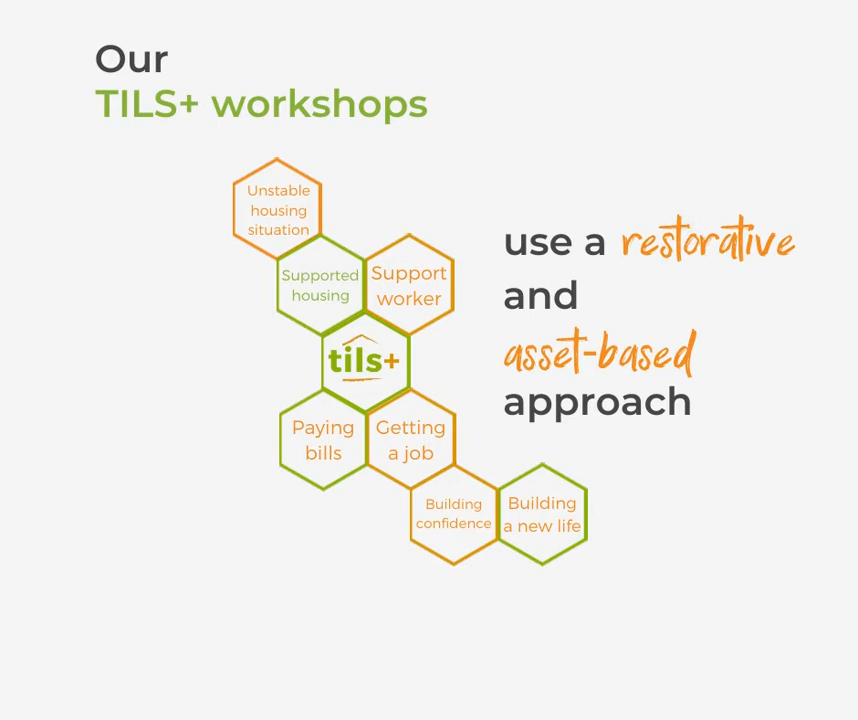 Our
TILS+ workshops
Unstable
housing
situation
Supported
housing
Support
worker
tils+
Paying
bills
Getting
a job
Building
confidence
Building
a new life
use a restorative
and
asset-based
approach